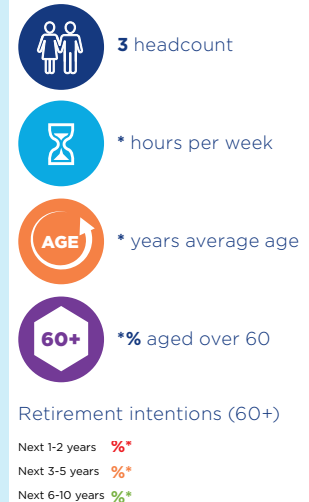 3 headcount
* hours per week
AGE
* years average age
60+
*% aged over 60
Retirement intentions (60+)
Next 1-2 years %*
Next 3-5 years %*
Next 6-10 years %*